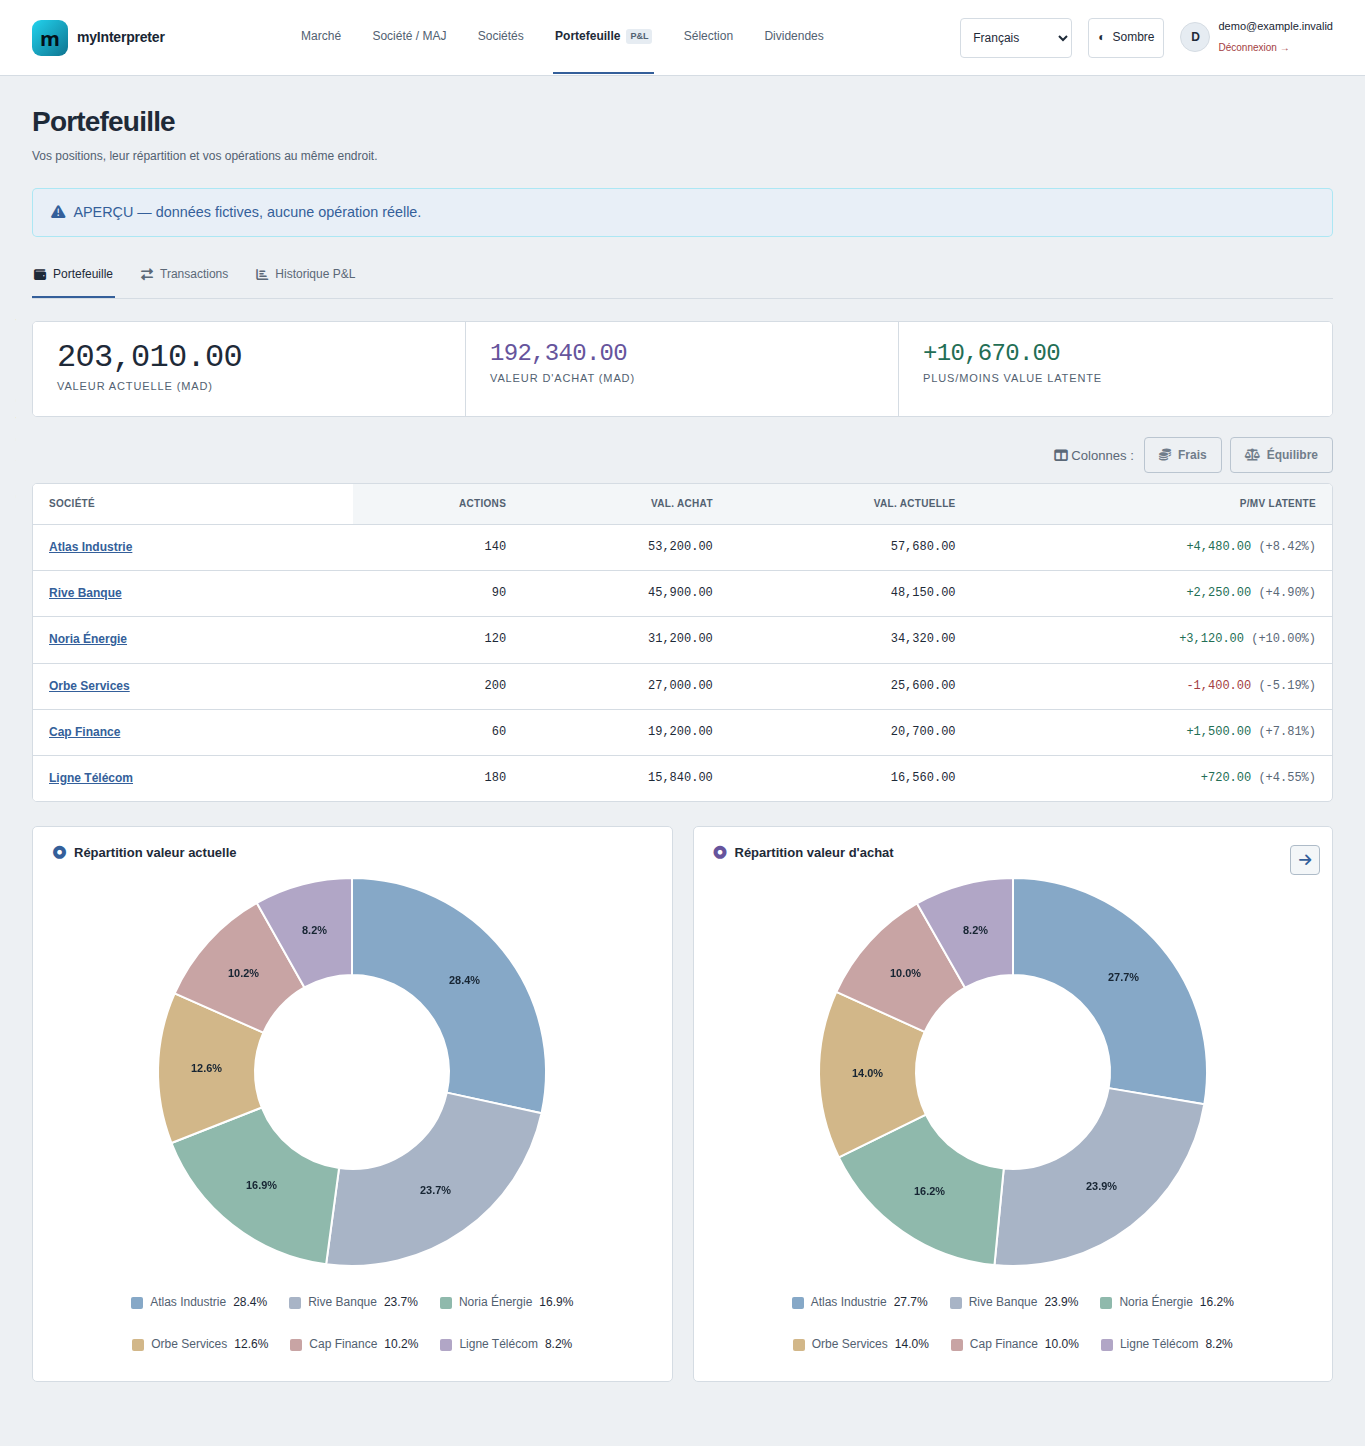 m myInterpreter
Marché Société / MAJ Sociétés Portefeuille P&L Sélection Dividendes
Français Sombre D demo@example.invalid
Déconnexion →
Portefeuille
Vos positions, leur répartition et vos opérations au même endroit.
APERÇU — données fictives, aucune opération réelle.
Portefeuille Transactions Historique P&L
203,010.00 192,340.00 +10,670.00
VALEUR ACTUELLE (MAD) VALEUR D'ACHAT (MAD) PLUS/MOINS VALUE LATENTE
Colonnes : Frais Équilibre
SOCIÉTÉ ACTIONS VAL. ACHAT VAL. ACTUELLE P/MV LATENTE
Atlas Industrie 140 53,200.00 57,680.00 +4,480.00 (+8.42%)
Rive Banque 90 45,900.00 48,150.00 +2,250.00 (+4.90%)
Noria Énergie 120 31,200.00 34,320.00 +3,120.00 (+10.00%)
Orbe Services 200 27,000.00 25,600.00 -1,400.00 (-5.19%)
Cap Finance 60 19,200.00 20,700.00 +1,500.00 (+7.81%)
Ligne Télécom 180 15,840.00 16,560.00 +720.00 (+4.55%)
Répartition valeur actuelle
28.4%
23.7%
16.9%
12.6%
10.2%
8.2%
Atlas Industrie 28.4% Rive Banque 23.7% Noria Énergie 16.9%
Orbe Services 12.6% Cap Finance 10.2% Ligne Télécom 8.2%
Répartition valeur d'achat
27.7%
23.9%
16.2%
14.0%
10.0%
8.2%
Atlas Industrie 27.7% Rive Banque 23.9% Noria Énergie 16.2%
Orbe Services 14.0% Cap Finance 10.0% Ligne Télécom 8.2%